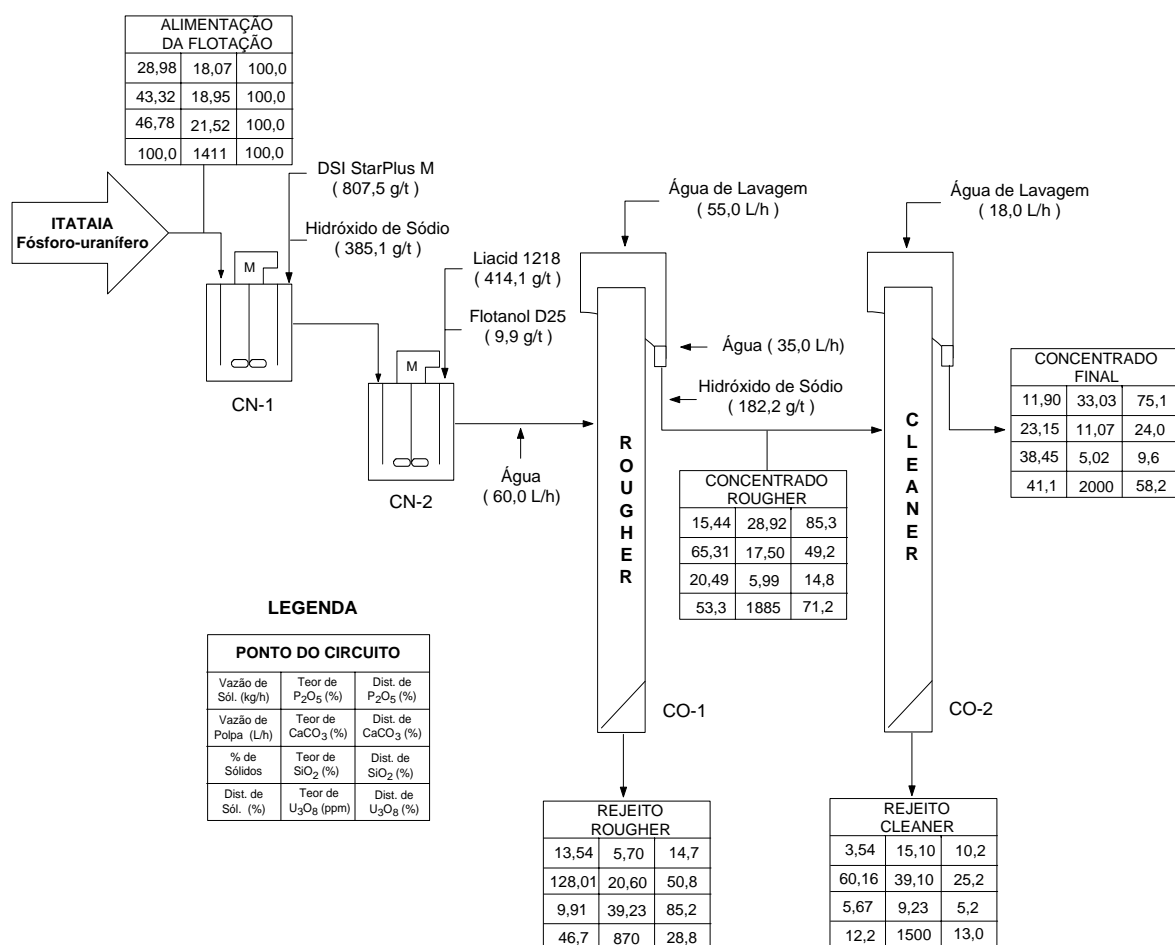 ALIMENTAÇÃO
DA FLOTAÇÃO
28,98 18,07 100,0
43,32 18,95 100,0
46,78 21,52 100,0
100,0 1411 100,0
ITATAIA
Fósforo-uranífero
DSI StarPlus M
( 807,5 g/t )
Hidróxido de Sódio
( 385,1 g/t )
M
CN-1
Liacid 1218
( 414,1 g/t )
Flotanol D25
( 9,9 g/t )
M
CN-2
Água
( 60,0 L/h)
Água de Lavagem
( 55,0 L/h )
ROUGHER
CO-1
Água ( 35,0 L/h)
Hidróxido de Sódio
( 182,2 g/t )
CONCENTRADO
ROUGHER
15,44 28,92 85,3
65,31 17,50 49,2
20,49 5,99 14,8
53,3 1885 71,2
Água de Lavagem
( 18,0 L/h )
CLEANER
CO-2
CONCENTRADO
FINAL
11,90 33,03 75,1
23,15 11,07 24,0
38,45 5,02 9,6
41,1 2000 58,2
LEGENDA
PONTO DO CIRCUITO
Vazão de Sól. (kg/h) Teor de P2O5 (%) Dist. de P2O5 (%)
Vazão de Polpa (L/h) Teor de CaCO3 (%) Dist. de CaCO3 (%)
% de Sólidos Teor de SiO2 (%) Dist. de SiO2 (%)
Dist. de Sól. (%) Teor de U3O8 (ppm) Dist. de U3O8 (%)
REJEITO
ROUGHER
13,54 5,70 14,7
128,01 20,60 50,8
9,91 39,23 85,2
46,7 870 28,8
REJEITO
CLEANER
3,54 15,10 10,2
60,16 39,10 25,2
5,67 9,23 5,2
12,2 1500 13,0